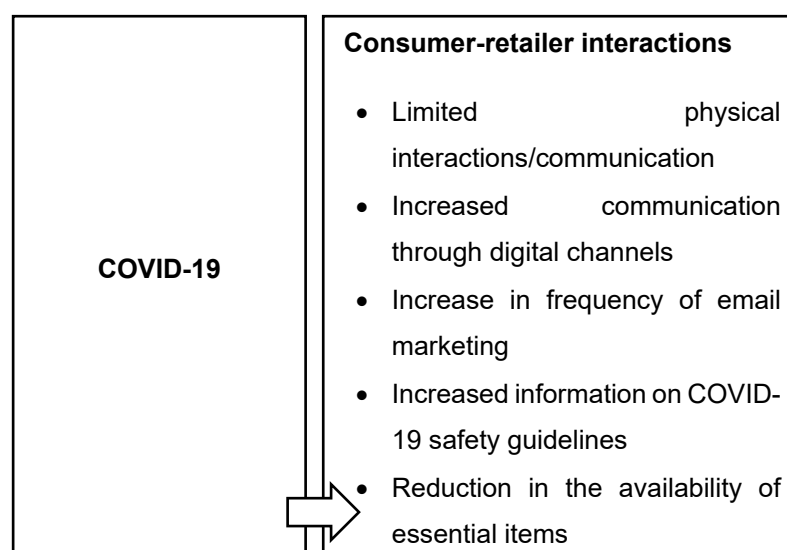 Consumer-retailer interactions
• Limited physical
interactions/communication
• Increased communication
through digital channels
COVID-19
• Increase in frequency of email
marketing
• Increased information on COVID-
19 safety guidelines
• Reduction in the availability of
essential items